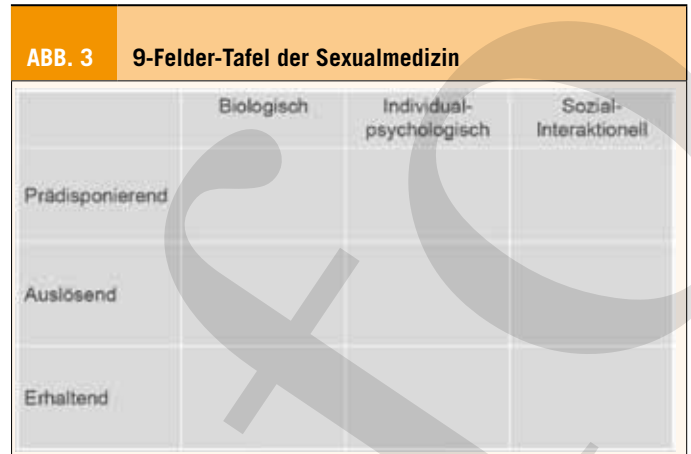 ABB. 3 9-Felder-Tafel der Sexualmedizin
Biologisch Individual-
psychologisch Sozial-
Interaktionell
Prädisponierend
Auslösend
Erhaltend